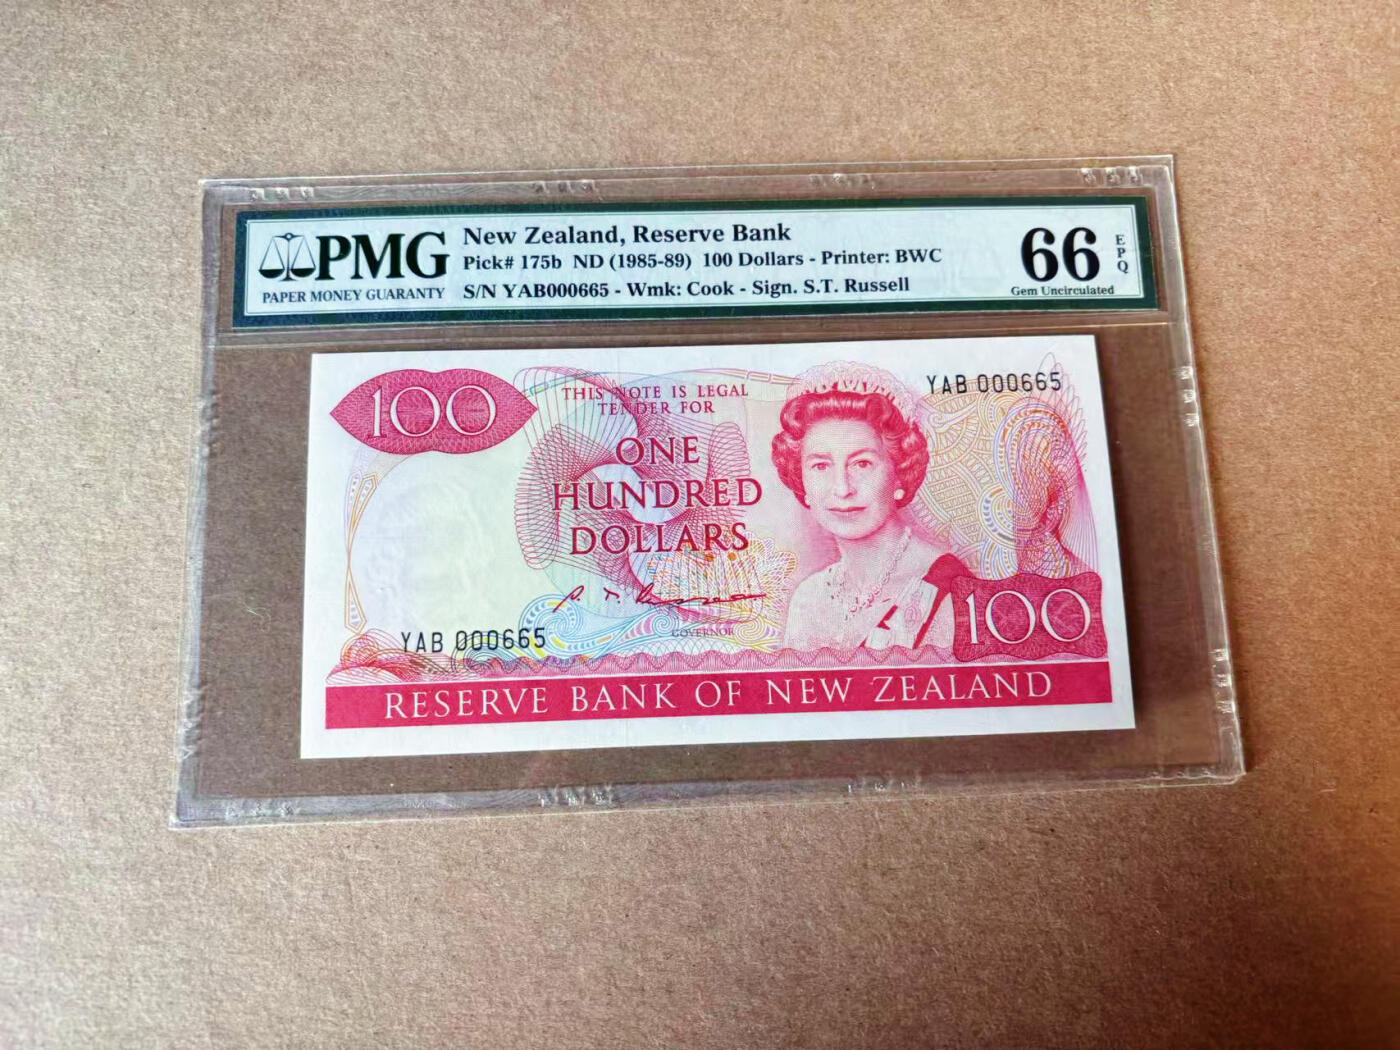 PMG
PAPER MONEY GUARANTY
New Zealand, Reserve Bank
Pick# 175b ND (1985-89) 100 Dollars - Printer: BWC
S/N YAB000665 - Wmk: Cook - Sign. S.T. Russell
66
EPQ
Gem Uncirculated
100
THIS NOTE IS LEGAL
TENDER FOR
YAB 000665
ONE
HUNDRED
DOLLARS
S. T. Russell
GOVERNOR
YAB 000665
100
RESERVE BANK OF NEW ZEALAND